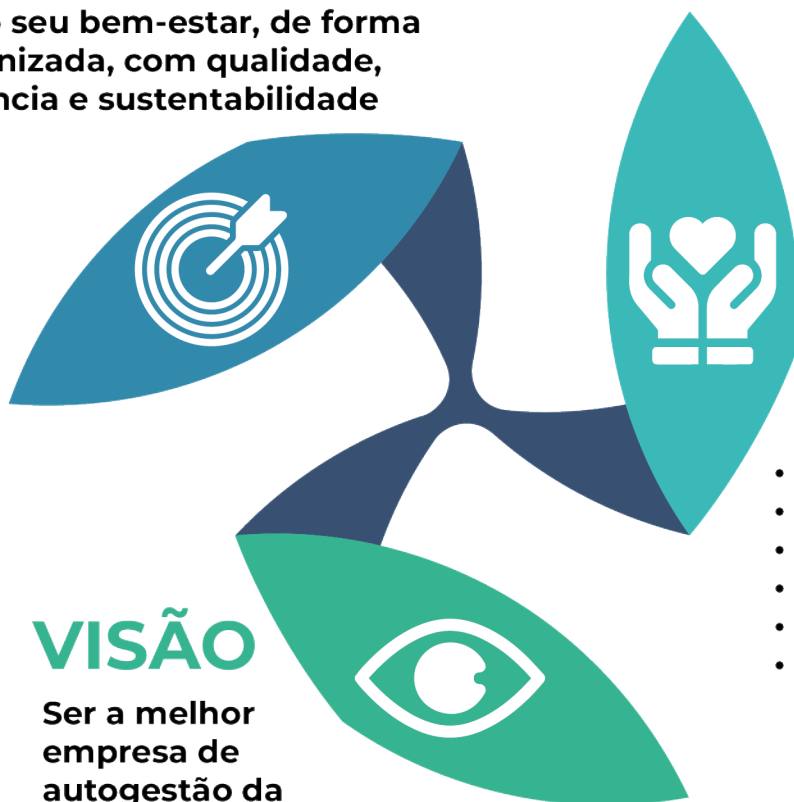 seu bem-estar, de forma
nizada, com qualidade,
ncia e sustentabilidade
VISÃO
Ser a melhor
empresa de
autogestão da